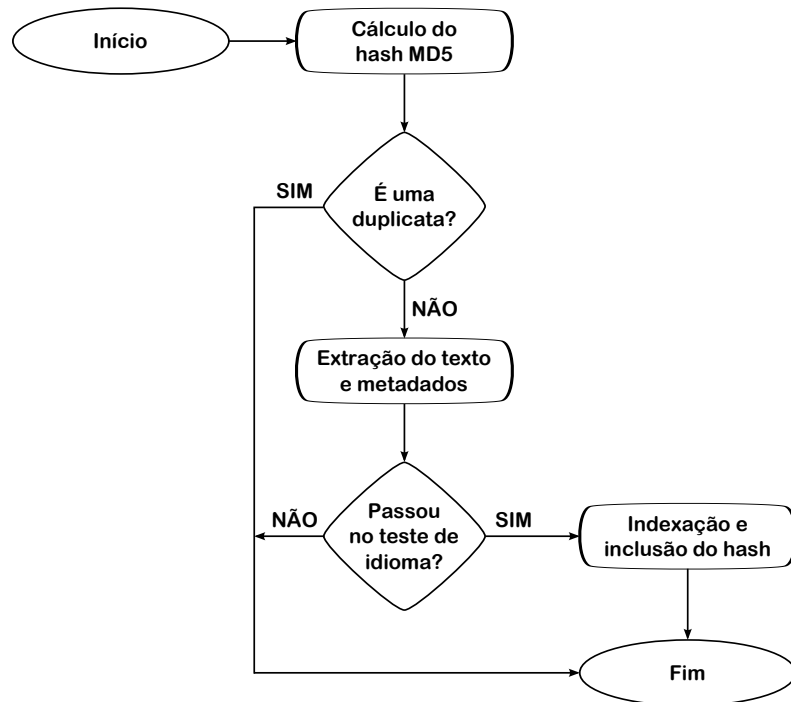 Início
Cálculo do
hash MD5
É uma
duplicata?
SIM
NÃO
Extração do texto
e metadados
Passou
no teste de
idioma?
NÃO
SIM
Indexação e
inclusão do hash
Fim